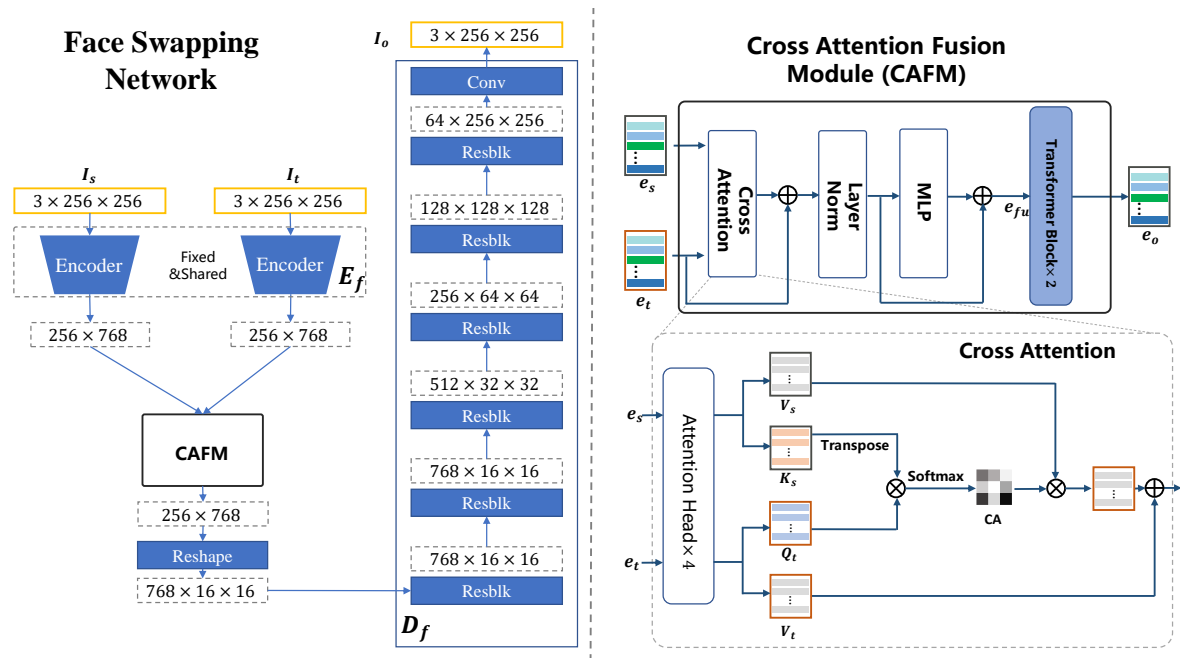 Face Swapping
Network
I_s
3 × 256 × 256
I_t
3 × 256 × 256
Encoder
Fixed
&Shared
Encoder
E_f
256 × 768
256 × 768
CAFM
256 × 768
Reshape
768 × 16 × 16
I_o
3 × 256 × 256
Conv
64 × 256 × 256
Resblk
128 × 128 × 128
Resblk
256 × 64 × 64
Resblk
512 × 32 × 32
Resblk
768 × 16 × 16
Resblk
768 × 16 × 16
Resblk
D_f
Cross Attention Fusion
Module (CAFM)
e_s
e_t
Cross
Attention
Layer
Norm
MLP
e_fu
Transformer Block× 2
e_o
Cross Attention
e_s
e_t
Attention Head× 4
V_s
K_s
Transpose
Q_t
V_t
Softmax
CA